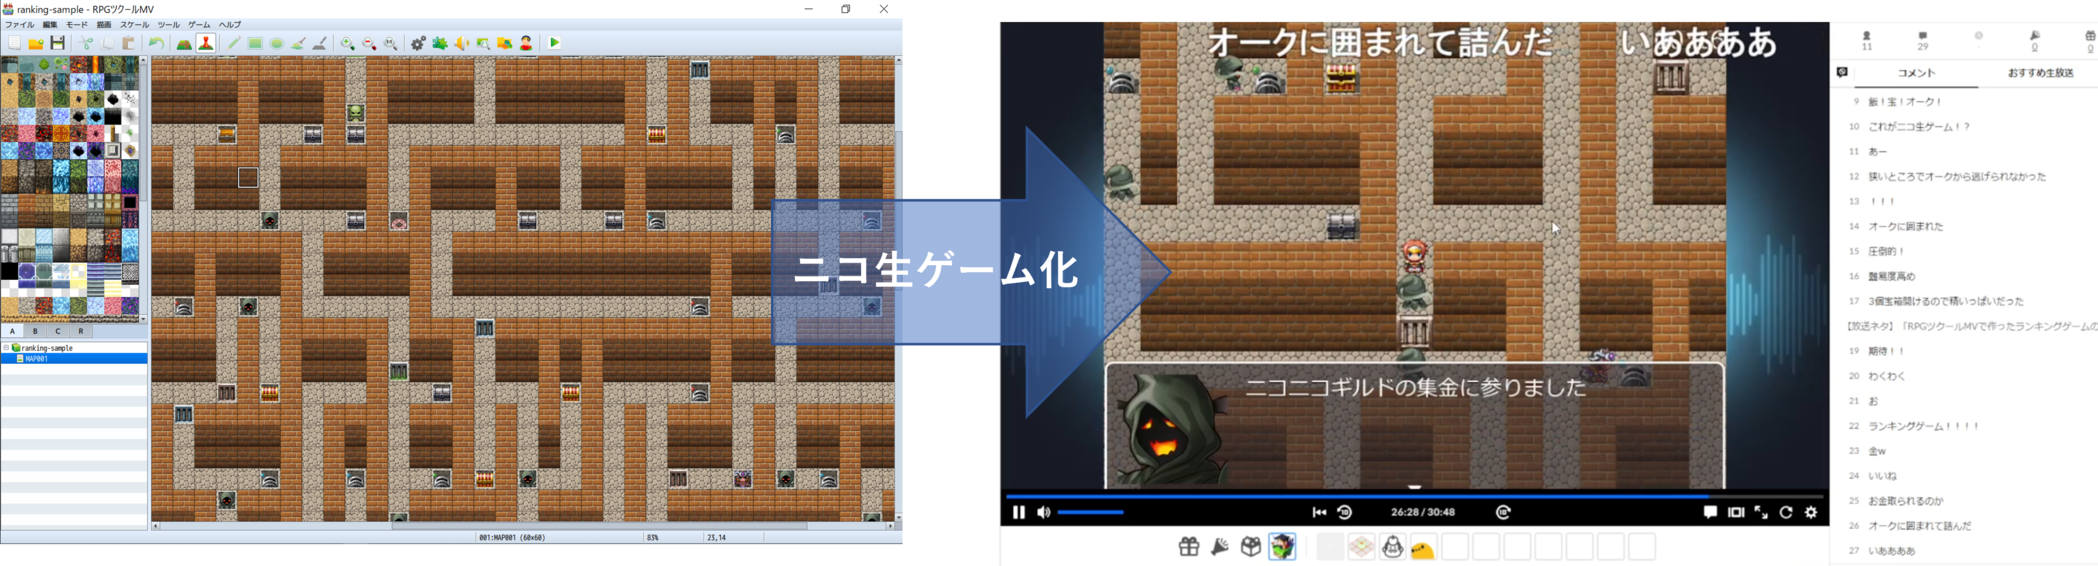 ranking-sample - RPGツクールMV
ファイル 編集 モード 描画 スケール ツール ゲーム ヘルプ
A B C R
ranking-sample
MAP001
001:MAP001 (60x60) 83% 23,14
ニコ生ゲーム化
オークに囲まれて詰んだ いああああ
ニコニコギルドの集金に参りました
26:28 / 30:48
11 29 0 0
コメント おすすめ生放送
9 飯！宝！オーク！
10 これがニコ生ゲーム！？
11 あー
12 狭いところでオークから逃げられなかった
13 ！！！
14 オークに囲まれた
15 圧倒的！
16 難易度高め
17 3個宝箱開けるので精いっぱいだった
【放送ネタ】「RPGツクールMVで作ったランキングゲームの
19 期待！！
20 わくわく
21 お
22 ランキングゲーム！！！！
23 金w
24 いいね
25 お金取られるのか
26 オークに囲まれて詰んだ
27 いああああ